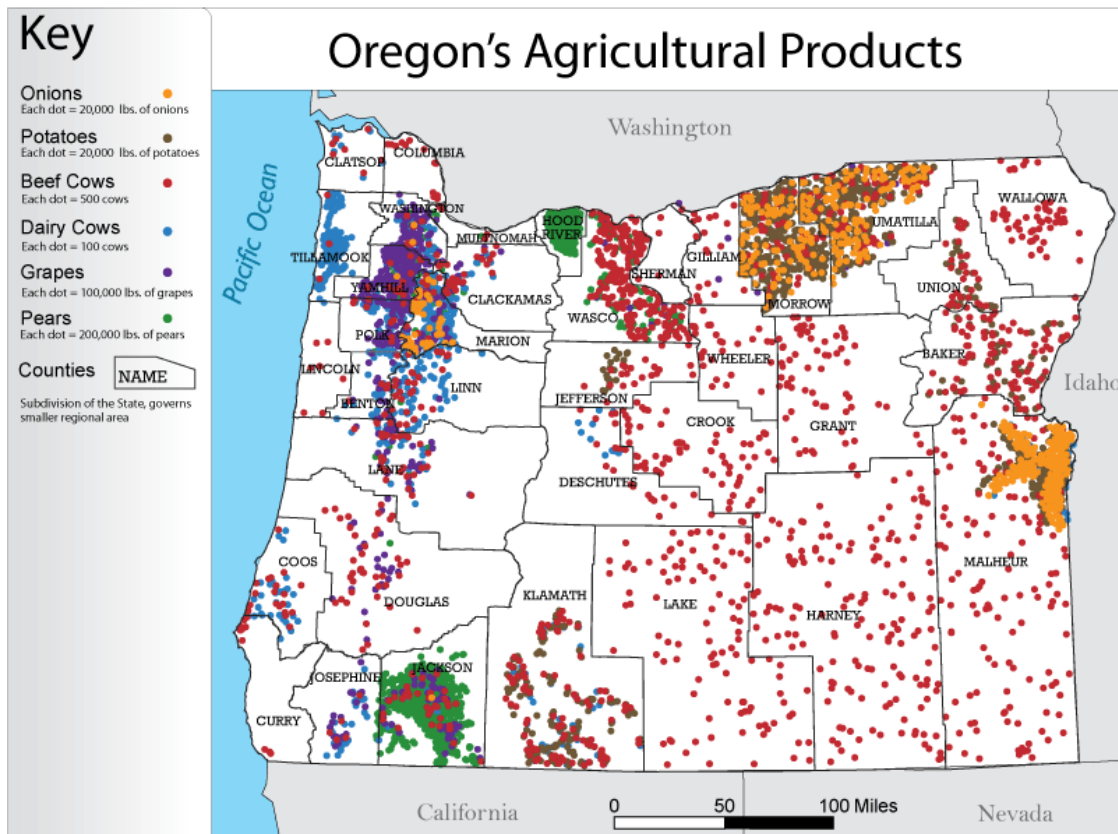 Key
Onions
Each dot = 20,000 lbs. of onions
Potatoes
Each dot = 20,000 lbs. of potatoes
Beef Cows
Each dot = 500 cows
Dairy Cows
Each dot = 100 cows
Grapes
Each dot = 100,000 lbs. of grapes
Pears
Each dot = 200,000 lbs. of pears
Counties
NAME
Subdivision of the State, governs
smaller regional area
Oregon's Agricultural Products
Washington
Pacific Ocean
CLATSOP
COLUMBIA
WASHINGTON
TILLAMOOK
MULTNOMAH
HOOD
RIVER
YAMHILL
CLACKAMAS
POLK
MARION
LINCOLN
BENTON
LINN
LANE
WASCO
SHERMAN
GILLIAM
MORROW
UMATILLA
WALLOWA
UNION
BAKER
WHEELER
JEFFERSON
CROOK
GRANT
DESCHUTES
COOS
DOUGLAS
KLAMATH
LAKE
HARNEY
MALHEUR
JOSEPHINE
JACKSON
CURRY
Idaho
California
Nevada
0 50 100 Miles